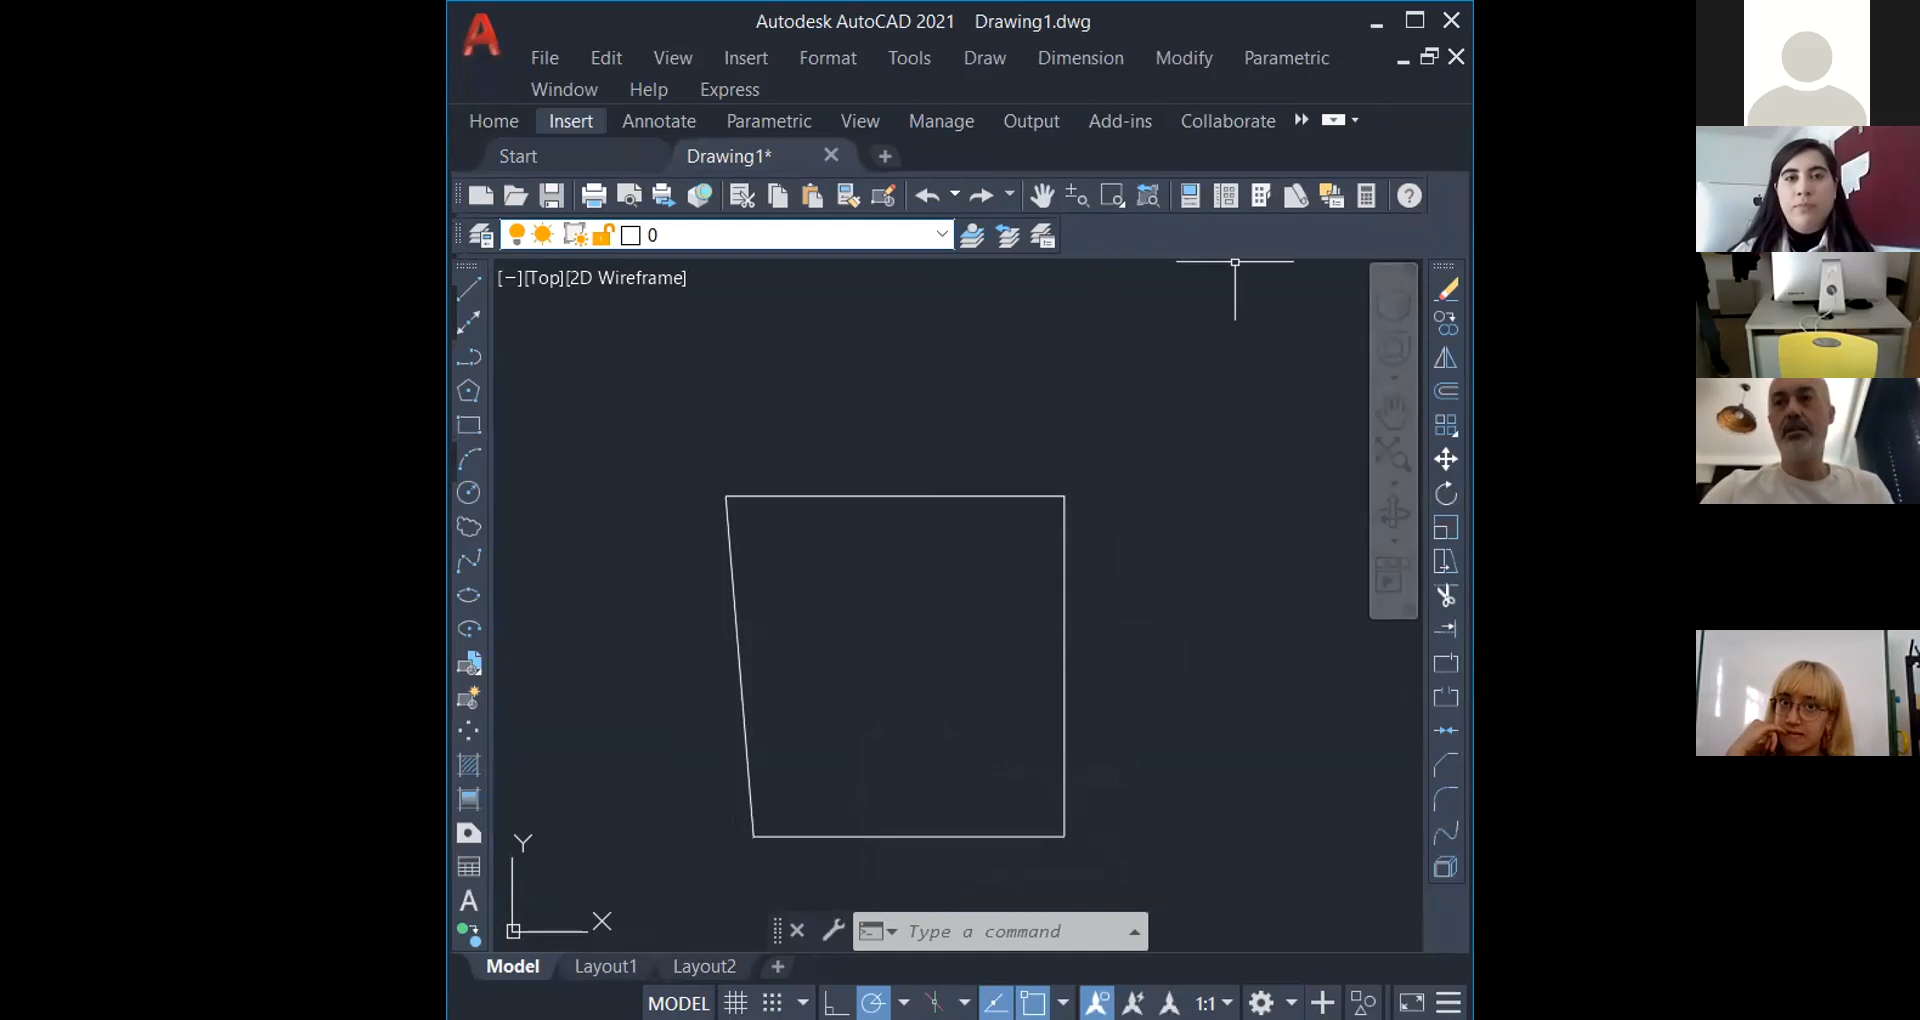 Autodesk AutoCAD 2021 Drawing1.dwg
File Edit View Insert Format Tools Draw Dimension Modify Parametric
Window Help Express
Home Insert Annotate Parametric View Manage Output Add-ins Collaborate
Start Drawing1*
0
[−][Top][2D Wireframe]
Y
X
Type a command
Model Layout1 Layout2
MODEL 1:1